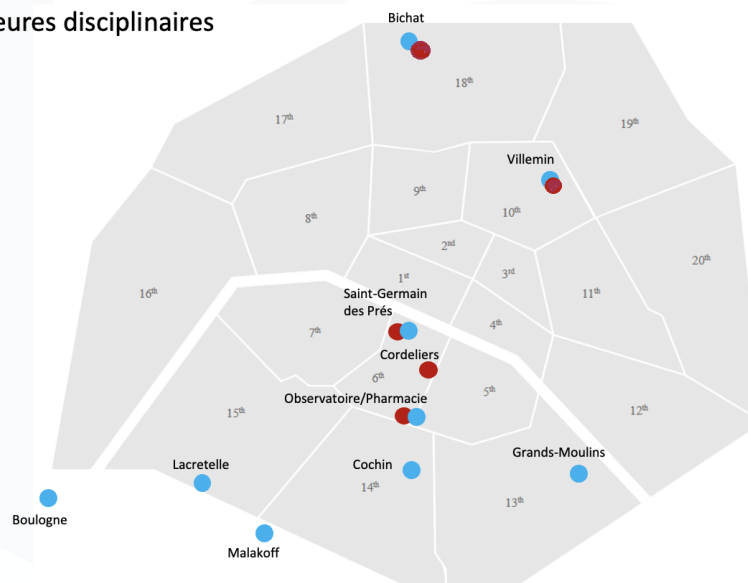 eures disciplinaires
Bichat
18th
17th
19th
Villemin
9th
10th
8th
2nd
20th
3rd
1st
16th
11th
Saint-Germain
des Prés
4th
7th
Cordeliers
6th
5th
Observatoire/Pharmacie
12th
15th
Grands-Moulins
Lacretelle
Cochin
14th
13th
Boulogne
Malakoff